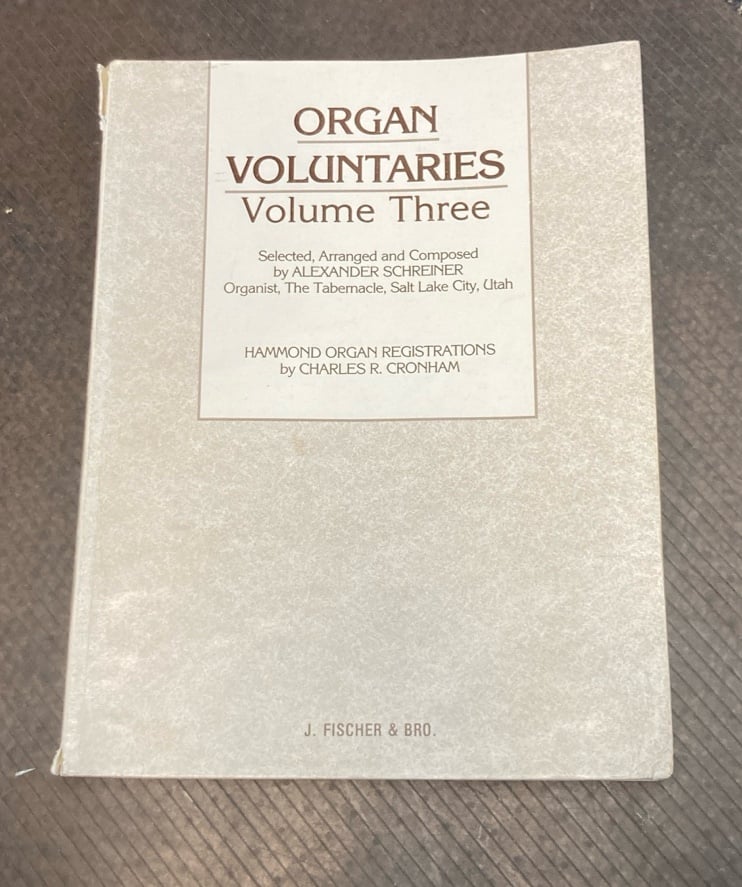 ORGAN
VOLUNTARIES
Volume Three
Selected, Arranged and Composed
by ALEXANDER SCHREINER
Organist, The Tabernacle, Salt Lake City, Utah
HAMMOND ORGAN REGISTRATIONS
by CHARLES R. CRONHAM
J. FISCHER & BRO.